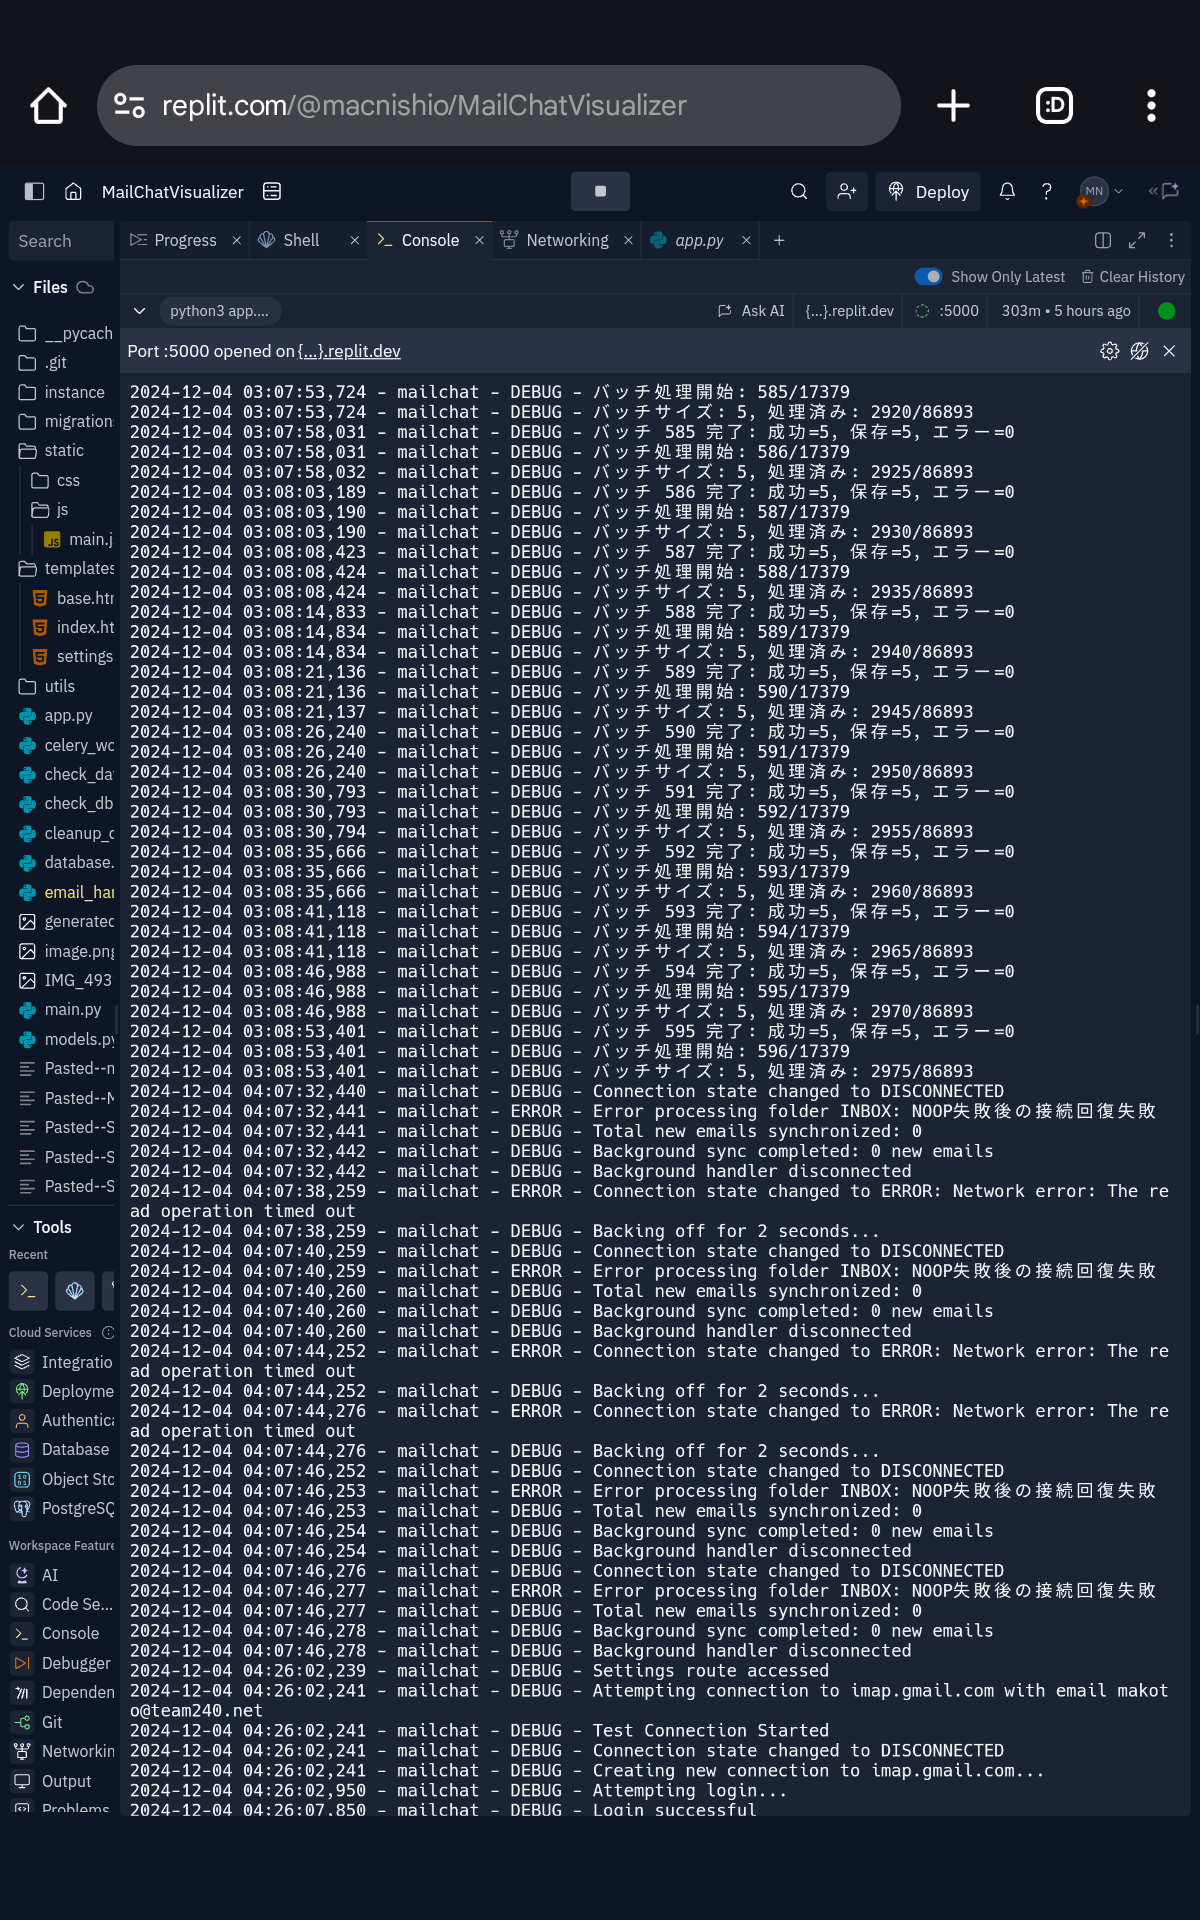 replit.com/@macnishio/MailChatVisualizer
:D
MailChatVisualizer
Deploy
?
MN
Search
Progress
Shell
Console
Networking
app.py
Show Only Latest
Clear History
Files
python3 app....
Ask AI
{...}.replit.dev
:5000
303m • 5 hours ago
Port :5000 opened on {...}.replit.dev
__pycach
.git
instance
migration
static
css
js
JS main.j
templates
base.htm
index.ht
settings
utils
app.py
celery_wo
check_da
check_db
cleanup_c
database.
email_har
generated
image.png
IMG_493
main.py
models.py
Pasted--n
Pasted--N
Pasted--S
Pasted--S
Pasted--S
Tools
Recent
Cloud Services
Integratio
Deployme
Authentica
Database
Object Sto
PostgreSQ
Workspace Feature
AI
Code Se...
Console
Debugger
Dependen
Git
Networkin
Output
Problems
2024-12-04 03:07:53,724 - mailchat - DEBUG - バッチ処理開始: 585/17379
2024-12-04 03:07:53,724 - mailchat - DEBUG - バッチサイズ: 5, 処理済み: 2920/86893
2024-12-04 03:07:58,031 - mailchat - DEBUG - バッチ 585 完了: 成功=5, 保存=5, エラー=0
2024-12-04 03:07:58,031 - mailchat - DEBUG - バッチ処理開始: 586/17379
2024-12-04 03:07:58,032 - mailchat - DEBUG - バッチサイズ: 5, 処理済み: 2925/86893
2024-12-04 03:08:03,189 - mailchat - DEBUG - バッチ 586 完了: 成功=5, 保存=5, エラー=0
2024-12-04 03:08:03,190 - mailchat - DEBUG - バッチ処理開始: 587/17379
2024-12-04 03:08:03,190 - mailchat - DEBUG - バッチサイズ: 5, 処理済み: 2930/86893
2024-12-04 03:08:08,423 - mailchat - DEBUG - バッチ 587 完了: 成功=5, 保存=5, エラー=0
2024-12-04 03:08:08,424 - mailchat - DEBUG - バッチ処理開始: 588/17379
2024-12-04 03:08:08,424 - mailchat - DEBUG - バッチサイズ: 5, 処理済み: 2935/86893
2024-12-04 03:08:14,833 - mailchat - DEBUG - バッチ 588 完了: 成功=5, 保存=5, エラー=0
2024-12-04 03:08:14,834 - mailchat - DEBUG - バッチ処理開始: 589/17379
2024-12-04 03:08:14,834 - mailchat - DEBUG - バッチサイズ: 5, 処理済み: 2940/86893
2024-12-04 03:08:21,136 - mailchat - DEBUG - バッチ 589 完了: 成功=5, 保存=5, エラー=0
2024-12-04 03:08:21,136 - mailchat - DEBUG - バッチ処理開始: 590/17379
2024-12-04 03:08:21,137 - mailchat - DEBUG - バッチサイズ: 5, 処理済み: 2945/86893
2024-12-04 03:08:26,240 - mailchat - DEBUG - バッチ 590 完了: 成功=5, 保存=5, エラー=0
2024-12-04 03:08:26,240 - mailchat - DEBUG - バッチ処理開始: 591/17379
2024-12-04 03:08:26,240 - mailchat - DEBUG - バッチサイズ: 5, 処理済み: 2950/86893
2024-12-04 03:08:30,793 - mailchat - DEBUG - バッチ 591 完了: 成功=5, 保存=5, エラー=0
2024-12-04 03:08:30,793 - mailchat - DEBUG - バッチ処理開始: 592/17379
2024-12-04 03:08:30,794 - mailchat - DEBUG - バッチサイズ: 5, 処理済み: 2955/86893
2024-12-04 03:08:35,666 - mailchat - DEBUG - バッチ 592 完了: 成功=5, 保存=5, エラー=0
2024-12-04 03:08:35,666 - mailchat - DEBUG - バッチ処理開始: 593/17379
2024-12-04 03:08:35,666 - mailchat - DEBUG - バッチサイズ: 5, 処理済み: 2960/86893
2024-12-04 03:08:41,118 - mailchat - DEBUG - バッチ 593 完了: 成功=5, 保存=5, エラー=0
2024-12-04 03:08:41,118 - mailchat - DEBUG - バッチ処理開始: 594/17379
2024-12-04 03:08:41,118 - mailchat - DEBUG - バッチサイズ: 5, 処理済み: 2965/86893
2024-12-04 03:08:46,988 - mailchat - DEBUG - バッチ 594 完了: 成功=5, 保存=5, エラー=0
2024-12-04 03:08:46,988 - mailchat - DEBUG - バッチ処理開始: 595/17379
2024-12-04 03:08:46,988 - mailchat - DEBUG - バッチサイズ: 5, 処理済み: 2970/86893
2024-12-04 03:08:53,401 - mailchat - DEBUG - バッチ 595 完了: 成功=5, 保存=5, エラー=0
2024-12-04 03:08:53,401 - mailchat - DEBUG - バッチ処理開始: 596/17379
2024-12-04 03:08:53,401 - mailchat - DEBUG - バッチサイズ: 5, 処理済み: 2975/86893
2024-12-04 04:07:32,440 - mailchat - DEBUG - Connection state changed to DISCONNECTED
2024-12-04 04:07:32,441 - mailchat - ERROR - Error processing folder INBOX: NOOP失敗後の接続回復失敗
2024-12-04 04:07:32,441 - mailchat - DEBUG - Total new emails synchronized: 0
2024-12-04 04:07:32,442 - mailchat - DEBUG - Background sync completed: 0 new emails
2024-12-04 04:07:32,442 - mailchat - DEBUG - Background handler disconnected
2024-12-04 04:07:38,259 - mailchat - ERROR - Connection state changed to ERROR: Network error: The re
ad operation timed out
2024-12-04 04:07:38,259 - mailchat - DEBUG - Backing off for 2 seconds...
2024-12-04 04:07:40,259 - mailchat - DEBUG - Connection state changed to DISCONNECTED
2024-12-04 04:07:40,259 - mailchat - ERROR - Error processing folder INBOX: NOOP失敗後の接続回復失敗
2024-12-04 04:07:40,260 - mailchat - DEBUG - Total new emails synchronized: 0
2024-12-04 04:07:40,260 - mailchat - DEBUG - Background sync completed: 0 new emails
2024-12-04 04:07:40,260 - mailchat - DEBUG - Background handler disconnected
2024-12-04 04:07:44,252 - mailchat - ERROR - Connection state changed to ERROR: Network error: The re
ad operation timed out
2024-12-04 04:07:44,252 - mailchat - DEBUG - Backing off for 2 seconds...
2024-12-04 04:07:44,276 - mailchat - ERROR - Connection state changed to ERROR: Network error: The re
ad operation timed out
2024-12-04 04:07:44,276 - mailchat - DEBUG - Backing off for 2 seconds...
2024-12-04 04:07:46,252 - mailchat - DEBUG - Connection state changed to DISCONNECTED
2024-12-04 04:07:46,253 - mailchat - ERROR - Error processing folder INBOX: NOOP失敗後の接続回復失敗
2024-12-04 04:07:46,253 - mailchat - DEBUG - Total new emails synchronized: 0
2024-12-04 04:07:46,254 - mailchat - DEBUG - Background sync completed: 0 new emails
2024-12-04 04:07:46,254 - mailchat - DEBUG - Background handler disconnected
2024-12-04 04:07:46,276 - mailchat - DEBUG - Connection state changed to DISCONNECTED
2024-12-04 04:07:46,277 - mailchat - ERROR - Error processing folder INBOX: NOOP失敗後の接続回復失敗
2024-12-04 04:07:46,277 - mailchat - DEBUG - Total new emails synchronized: 0
2024-12-04 04:07:46,278 - mailchat - DEBUG - Background sync completed: 0 new emails
2024-12-04 04:07:46,278 - mailchat - DEBUG - Background handler disconnected
2024-12-04 04:26:02,239 - mailchat - DEBUG - Settings route accessed
2024-12-04 04:26:02,241 - mailchat - DEBUG - Attempting connection to imap.gmail.com with email makot
o@team240.net
2024-12-04 04:26:02,241 - mailchat - DEBUG - Test Connection Started
2024-12-04 04:26:02,241 - mailchat - DEBUG - Connection state changed to DISCONNECTED
2024-12-04 04:26:02,241 - mailchat - DEBUG - Creating new connection to imap.gmail.com...
2024-12-04 04:26:02,950 - mailchat - DEBUG - Attempting login...
2024-12-04 04:26:07,850 - mailchat - DEBUG - Login successful